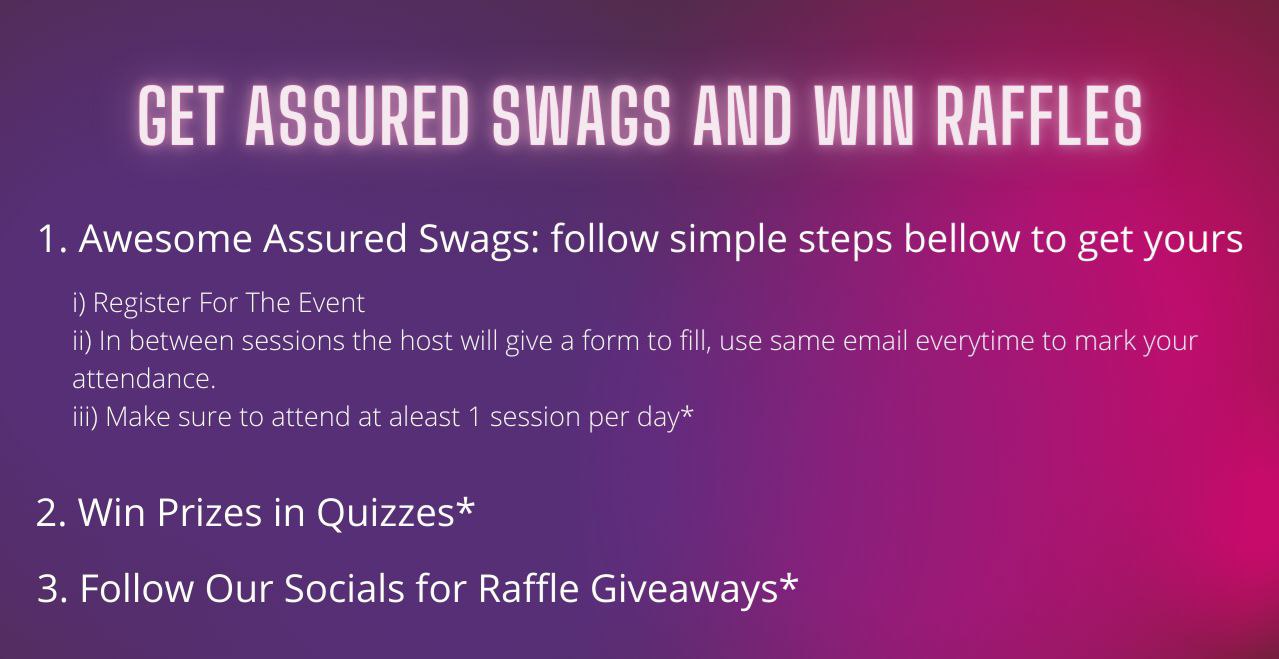 GET ASSURED SWAGS AND WIN RAFFLES
1. Awesome Assured Swags: follow simple steps bellow to get yours
i) Register For The Event
ii) In between sessions the host will give a form to fill, use same email everytime to mark your
attendance.
iii) Make sure to attend at aleast 1 session per day*
2. Win Prizes in Quizzes*
3. Follow Our Socials for Raffle Giveaways*